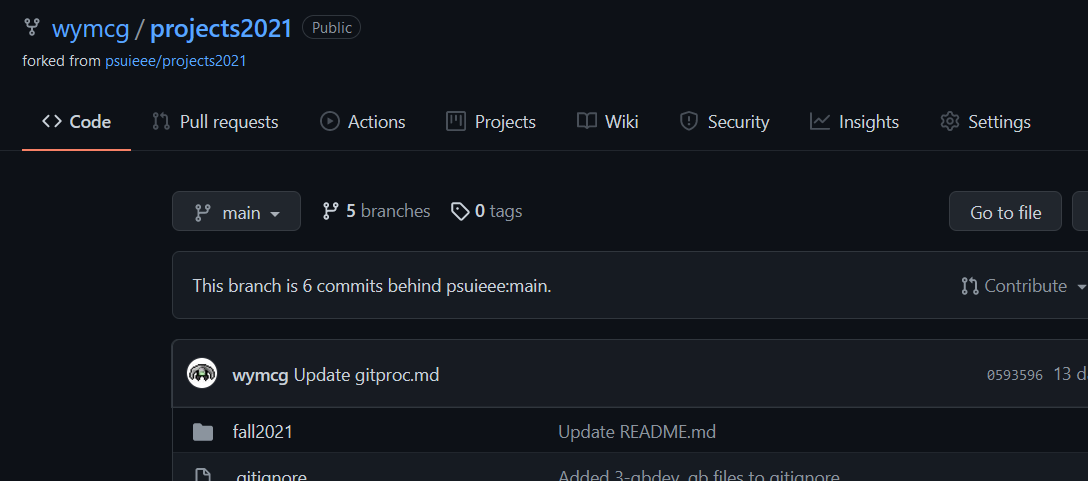 wymcg / projects2021 Public
forked from psuieee/projects2021
Code Pull requests Actions Projects Wiki Security Insights Settings
main 5 branches 0 tags Go to file
This branch is 6 commits behind psuieee:main. Contribute
wymcg Update gitproc.md 0593596 13 da
fall2021 Update README.md
.gitignore Added 3-gbdev .gb files to gitignore